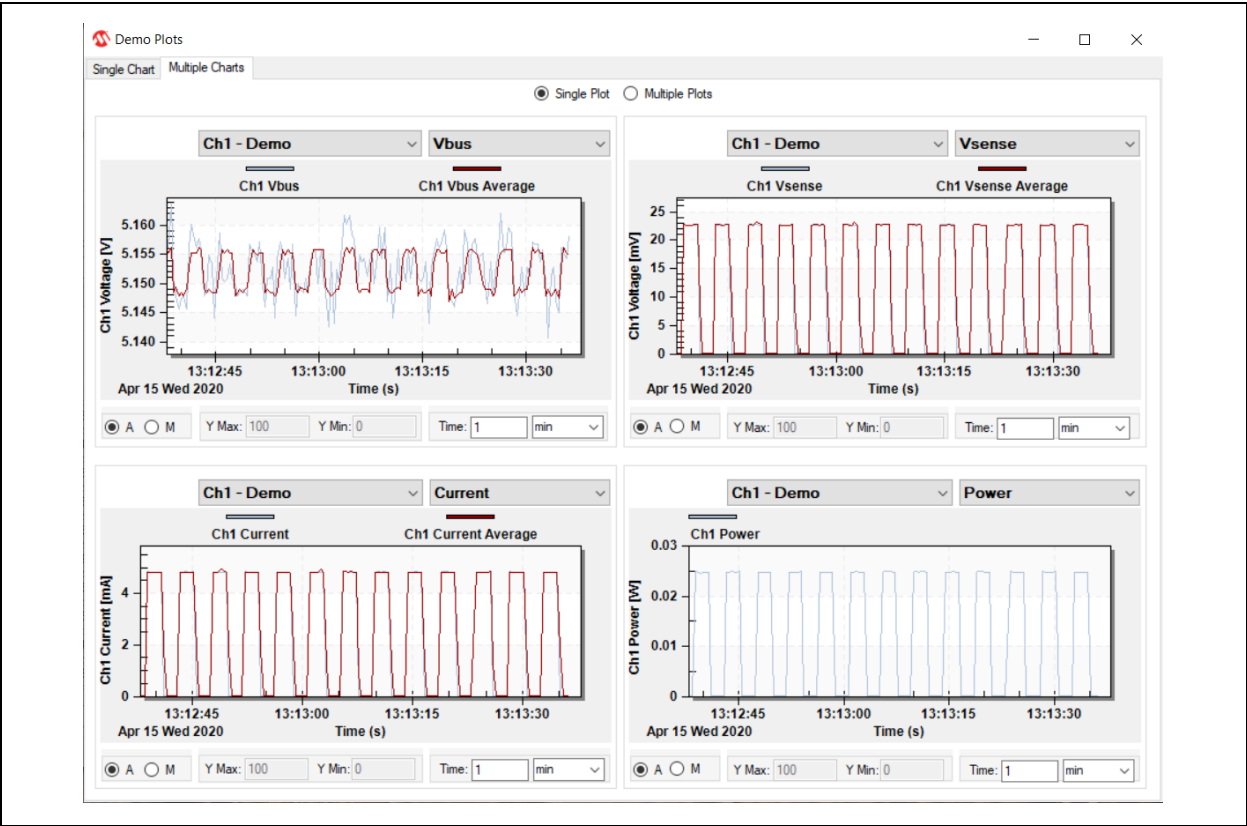 Demo Plots
Single Chart Multiple Charts
Single Plot Multiple Plots
Ch1 - Demo Vbus
Ch1 Vbus Ch1 Vbus Average
Ch1 Voltage [V]
5.160
5.155
5.150
5.145
5.140
13:12:45 13:13:00 13:13:15 13:13:30
Apr 15 Wed 2020 Time (s)
A M Y Max: 100 Y Min: 0 Time: 1 min
Ch1 - Demo Vsense
Ch1 Vsense Ch1 Vsense Average
Ch1 Voltage [mV]
25
20
15
10
5
0
13:12:45 13:13:00 13:13:15 13:13:30
Apr 15 Wed 2020 Time (s)
A M Y Max: 100 Y Min: 0 Time: 1 min
Ch1 - Demo Current
Ch1 Current Ch1 Current Average
Ch1 Current [mA]
4
2
0
13:12:45 13:13:00 13:13:15 13:13:30
Apr 15 Wed 2020 Time (s)
A M Y Max: 100 Y Min: 0 Time: 1 min
Ch1 - Demo Power
Ch1 Power
Ch1 Power [W]
0.03
0.02
0.01
0
13:12:45 13:13:00 13:13:15 13:13:30
Apr 15 Wed 2020 Time (s)
A M Y Max: 100 Y Min: 0 Time: 1 min